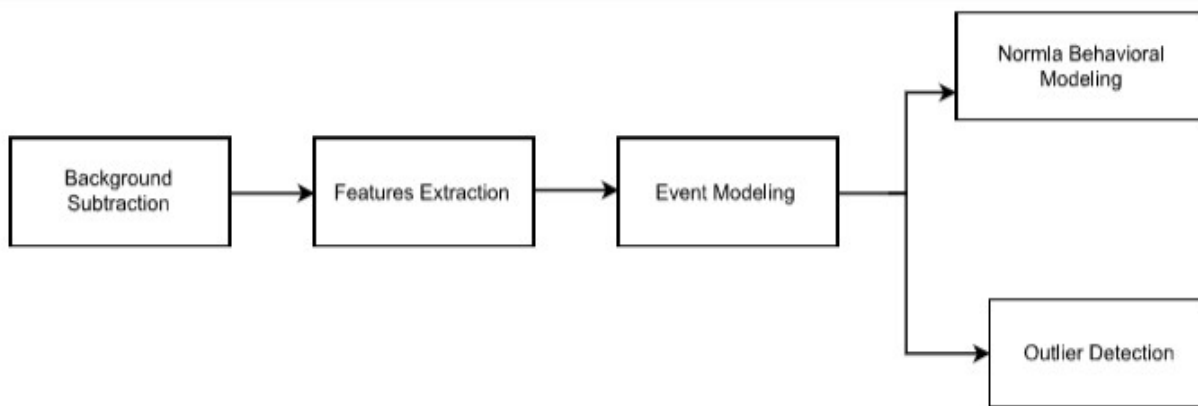 Background
Subtraction
Features Extraction
Event Modeling
Normla Behavioral
Modeling
Outlier Detection